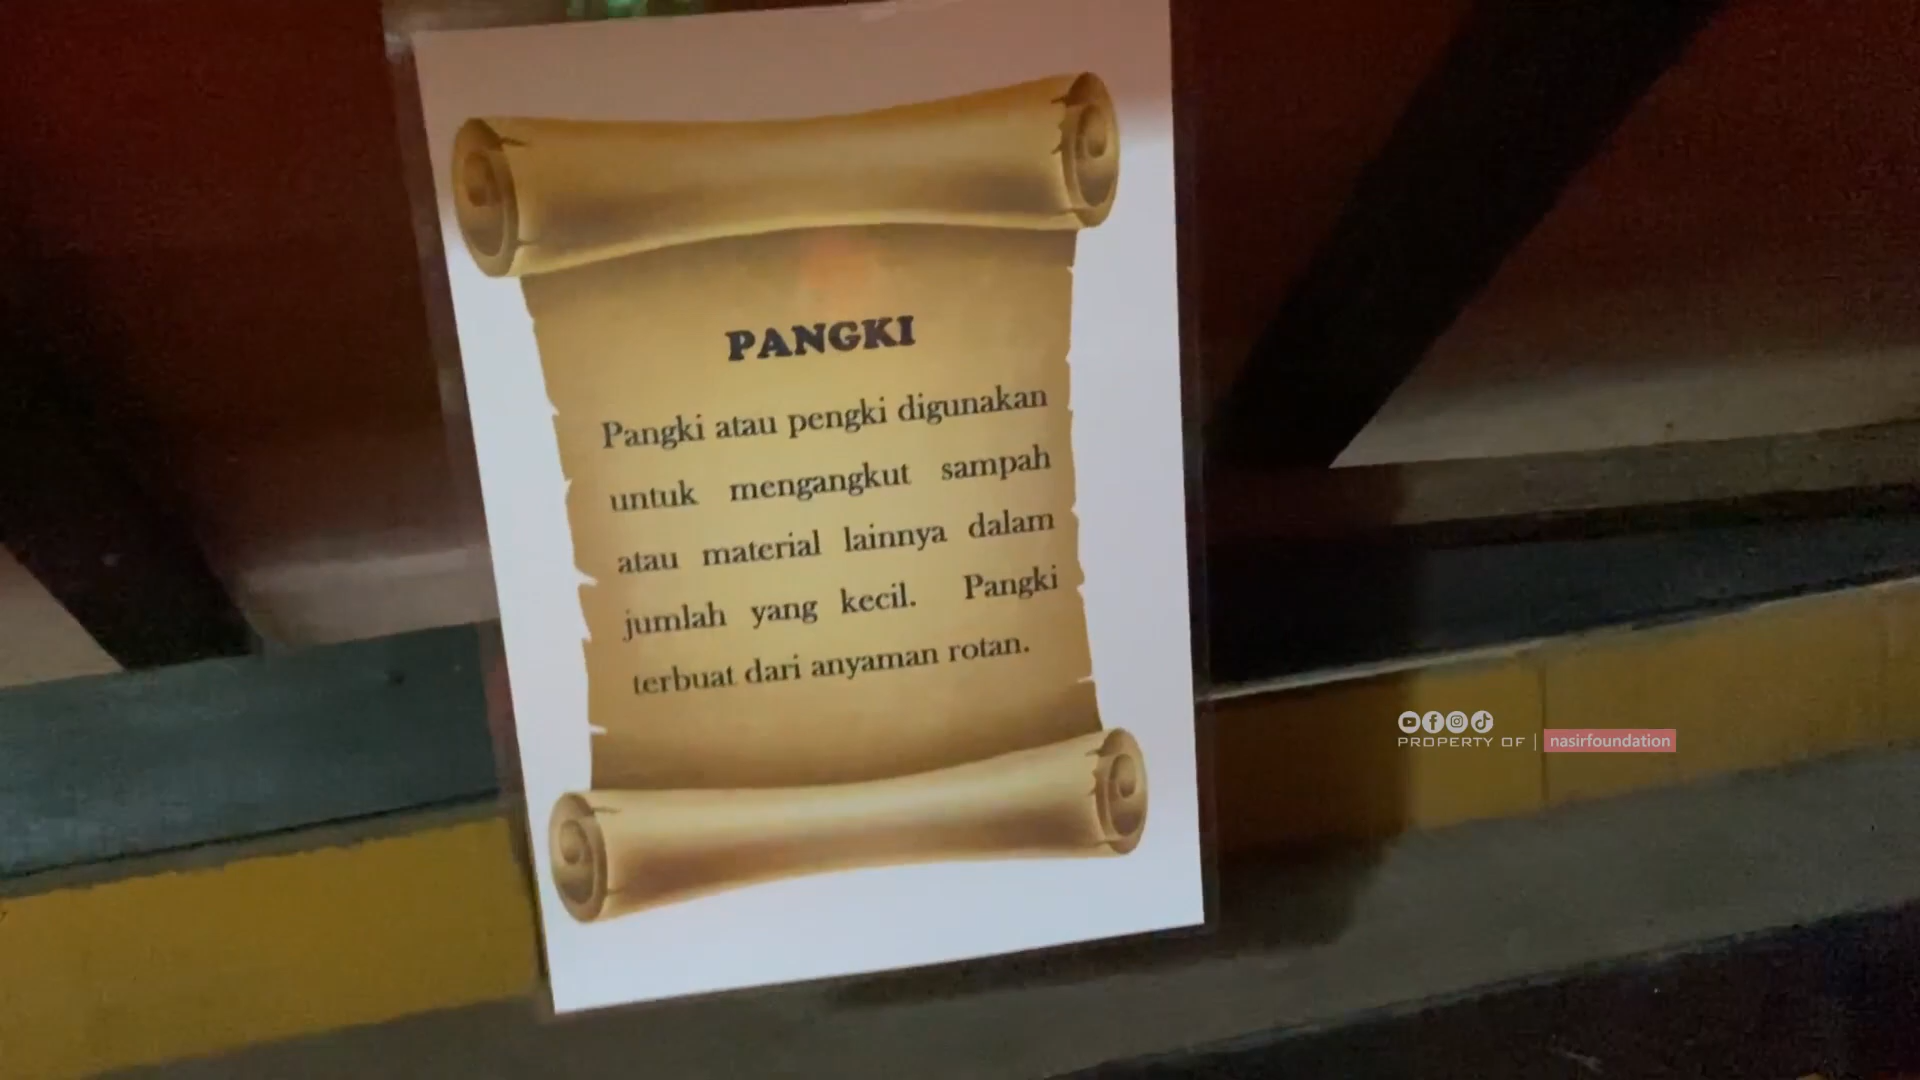 PANGKI
Pangki atau pengki digunakan
untuk mengangkut sampah
atau material lainnya dalam
jumlah yang kecil. Pangki
terbuat dari anyaman rotan.
PROPERTY OF | nasirfoundation